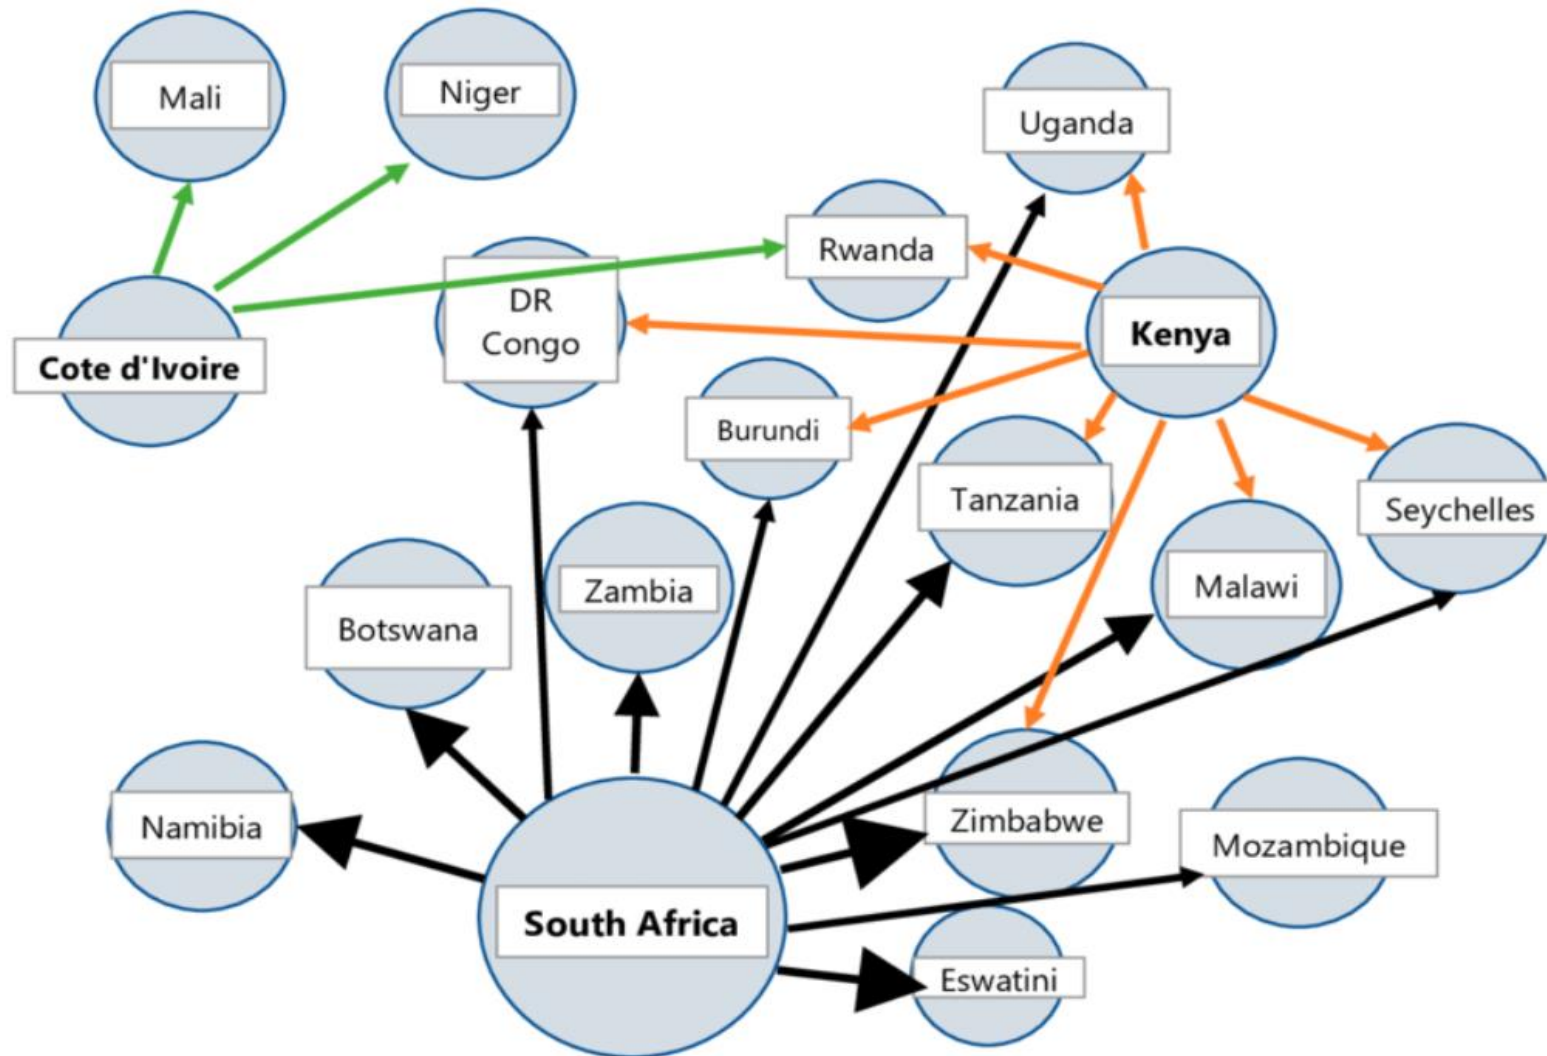 Mali
Niger
Uganda
Rwanda
DR
Congo
Kenya
Cote d'Ivoire
Burundi
Tanzania
Seychelles
Zambia
Malawi
Botswana
Namibia
Zimbabwe
Mozambique
South Africa
Eswatini